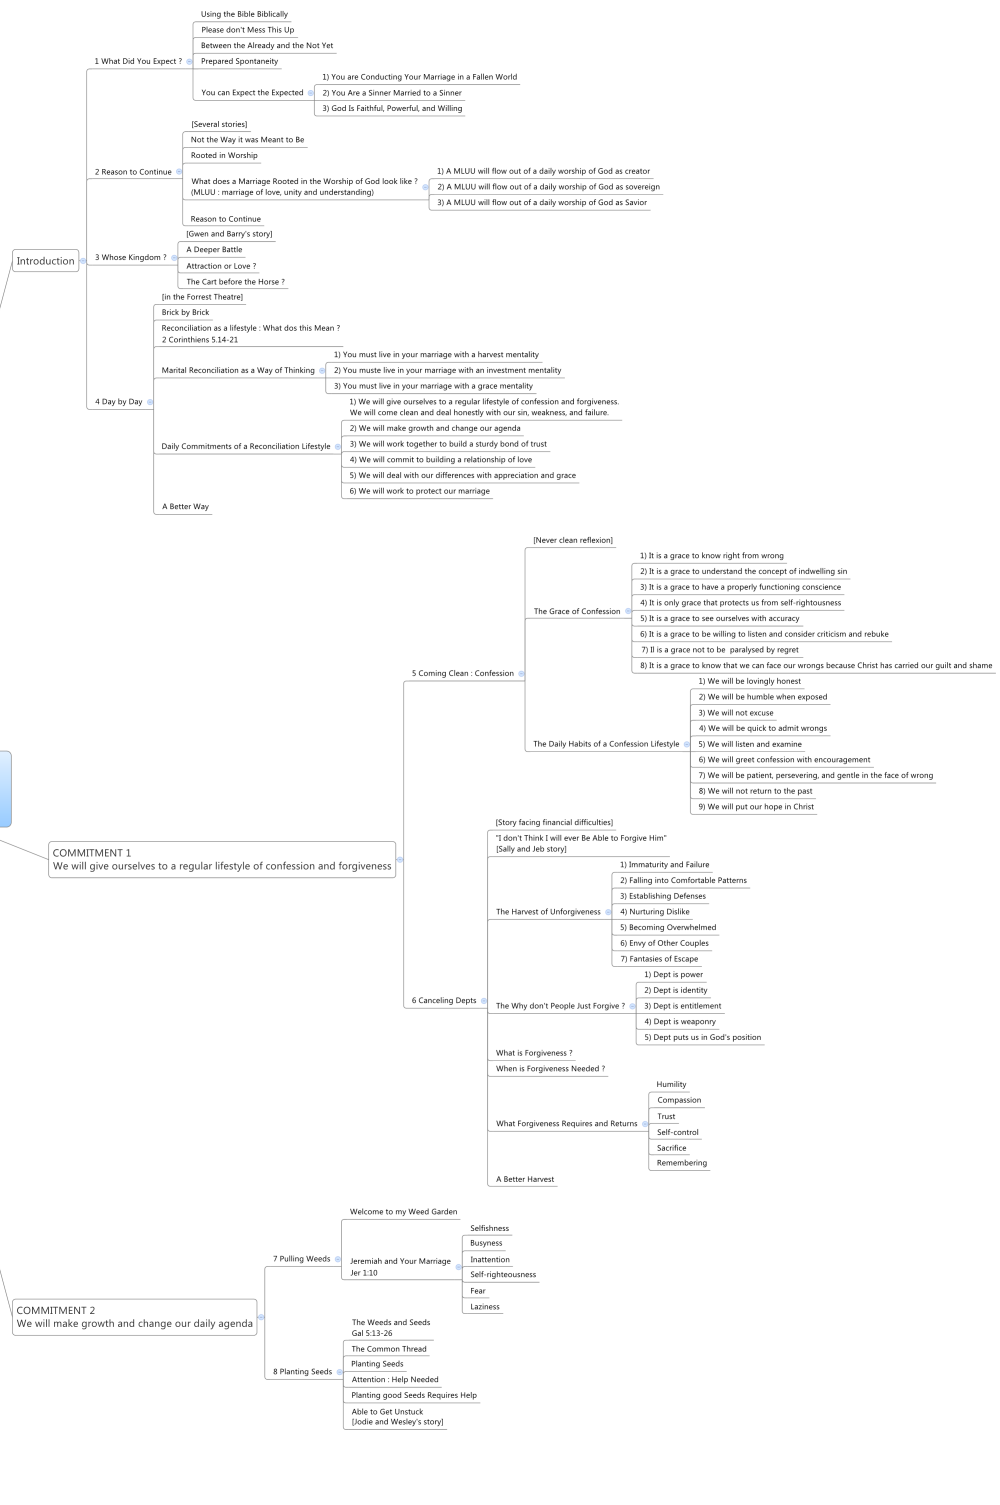 Introduction
1 What Did You Expect ?
Using the Bible Biblically
Please don't Mess This Up
Between the Already and the Not Yet
Prepared Spontaneity
You can Expect the Expected
1) You are Conducting Your Marriage in a Fallen World
2) You Are a Sinner Married to a Sinner
3) God Is Faithful, Powerful, and Willing
2 Reason to Continue
[Several stories]
Not the Way it was Meant to Be
Rooted in Worship
What does a Marriage Rooted in the Worship of God look like ?
(MLUU : marriage of love, unity and understanding)
1) A MLUU will flow out of a daily worship of God as creator
2) A MLUU will flow out of a daily worship of God as sovereign
3) A MLUU will flow out of a daily worship of God as Savior
Reason to Continue
3 Whose Kingdom ?
[Gwen and Barry's story]
A Deeper Battle
Attraction or Love ?
The Cart before the Horse ?
4 Day by Day
[in the Forrest Theatre]
Brick by Brick
Reconciliation as a lifestyle : What dos this Mean ?
2 Corinthiens 5.14-21
Marital Reconciliation as a Way of Thinking
1) You must live in your marriage with a harvest mentality
2) You muste live in your marriage with an investment mentality
3) You must live in your marriage with a grace mentality
Daily Commitments of a Reconciliation Lifestyle
1) We will give ourselves to a regular lifestyle of confession and forgiveness.
We will come clean and deal honestly with our sin, weakness, and failure.
2) We will make growth and change our agenda
3) We will work together to build a sturdy bond of trust
4) We will commit to building a relationship of love
5) We will deal with our differences with appreciation and grace
6) We will work to protect our marriage
A Better Way
COMMITMENT 1
We will give ourselves to a regular lifestyle of confession and forgiveness
5 Coming Clean : Confession
[Never clean reflexion]
The Grace of Confession
1) It is a grace to know right from wrong
2) It is a grace to understand the concept of indwelling sin
3) It is a grace to have a properly functioning conscience
4) It is only grace that protects us from self-rightousness
5) It is a grace to see ourselves with accuracy
6) It is a grace to be willing to listen and consider criticism and rebuke
7) Il is a grace not to be  paralysed by regret
8) It is a grace to know that we can face our wrongs because Christ has carried our guilt and shame
The Daily Habits of a Confession Lifestyle
1) We will be lovingly honest
2) We will be humble when exposed
3) We will not excuse
4) We will be quick to admit wrongs
5) We will listen and examine
6) We will greet confession with encouragement
7) We will be patient, persevering, and gentle in the face of wrong
8) We will not return to the past
9) We will put our hope in Christ
6 Canceling Depts
[Story facing financial difficulties]
"I don't Think I will ever Be Able to Forgive Him"
[Sally and Jeb story]
The Harvest of Unforgiveness
1) Immaturity and Failure
2) Falling into Comfortable Patterns
3) Establishing Defenses
4) Nurturing Dislike
5) Becoming Overwhelmed
6) Envy of Other Couples
7) Fantasies of Escape
The Why don't People Just Forgive ?
1) Dept is power
2) Dept is identity
3) Dept is entitlement
4) Dept is weaponry
5) Dept puts us in God's position
What is Forgiveness ?
When is Forgiveness Needed ?
What Forgiveness Requires and Returns
Humility
Compassion
Trust
Self-control
Sacrifice
Remembering
A Better Harvest
COMMITMENT 2
We will make growth and change our daily agenda
7 Pulling Weeds
Welcome to my Weed Garden
Jeremiah and Your Marriage
Jer 1:10
Selfishness
Busyness
Inattention
Self-righteousness
Fear
Laziness
8 Planting Seeds
The Weeds and Seeds
Gal 5:13-26
The Common Thread
Planting Seeds
Attention : Help Needed
Planting good Seeds Requires Help
Able to Get Unstuck
[Jodie and Wesley's story]